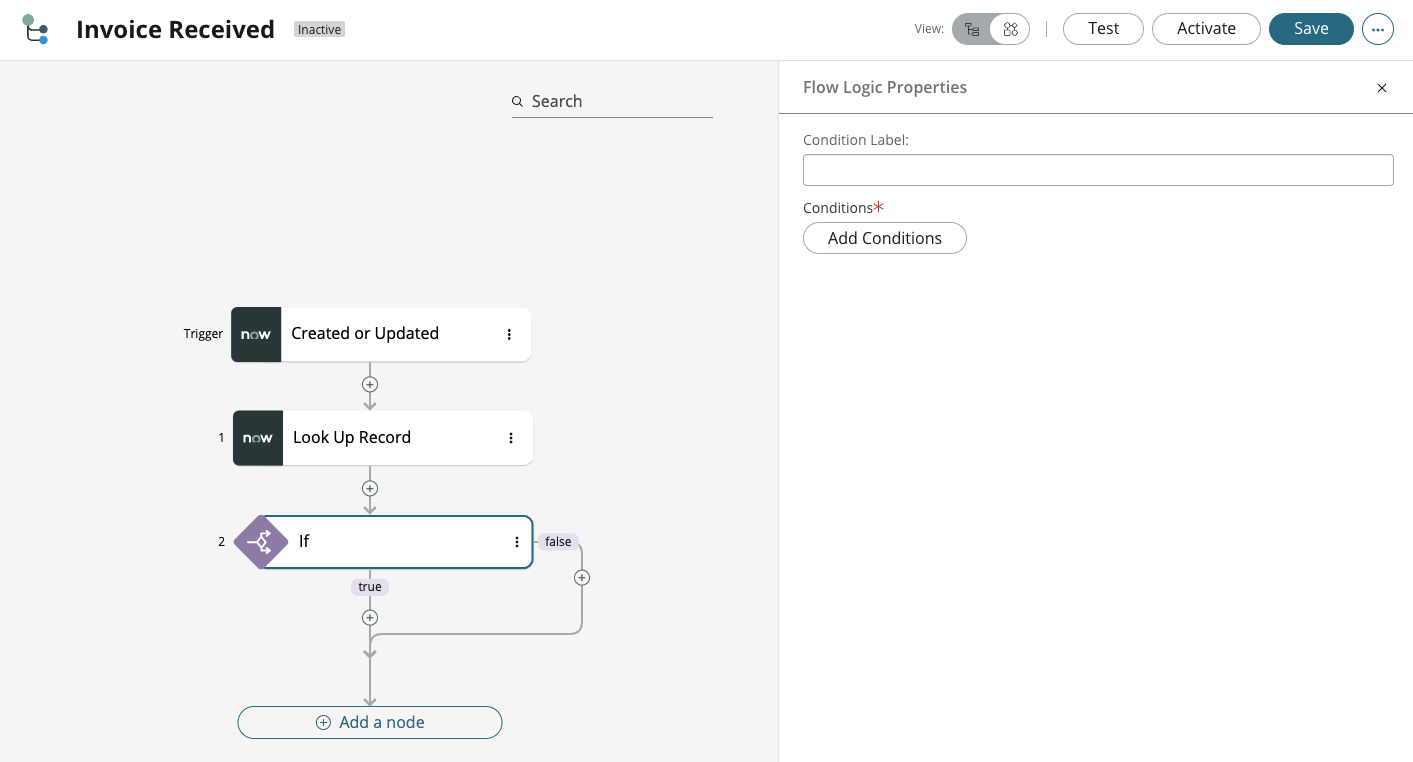 Invoice Received
Inactive
View:
Test
Activate
Save
Search
Flow Logic Properties
Condition Label:
Conditions*
Add Conditions
Trigger
now
Created or Updated
1
now
Look Up Record
2
If
false
true
Add a node